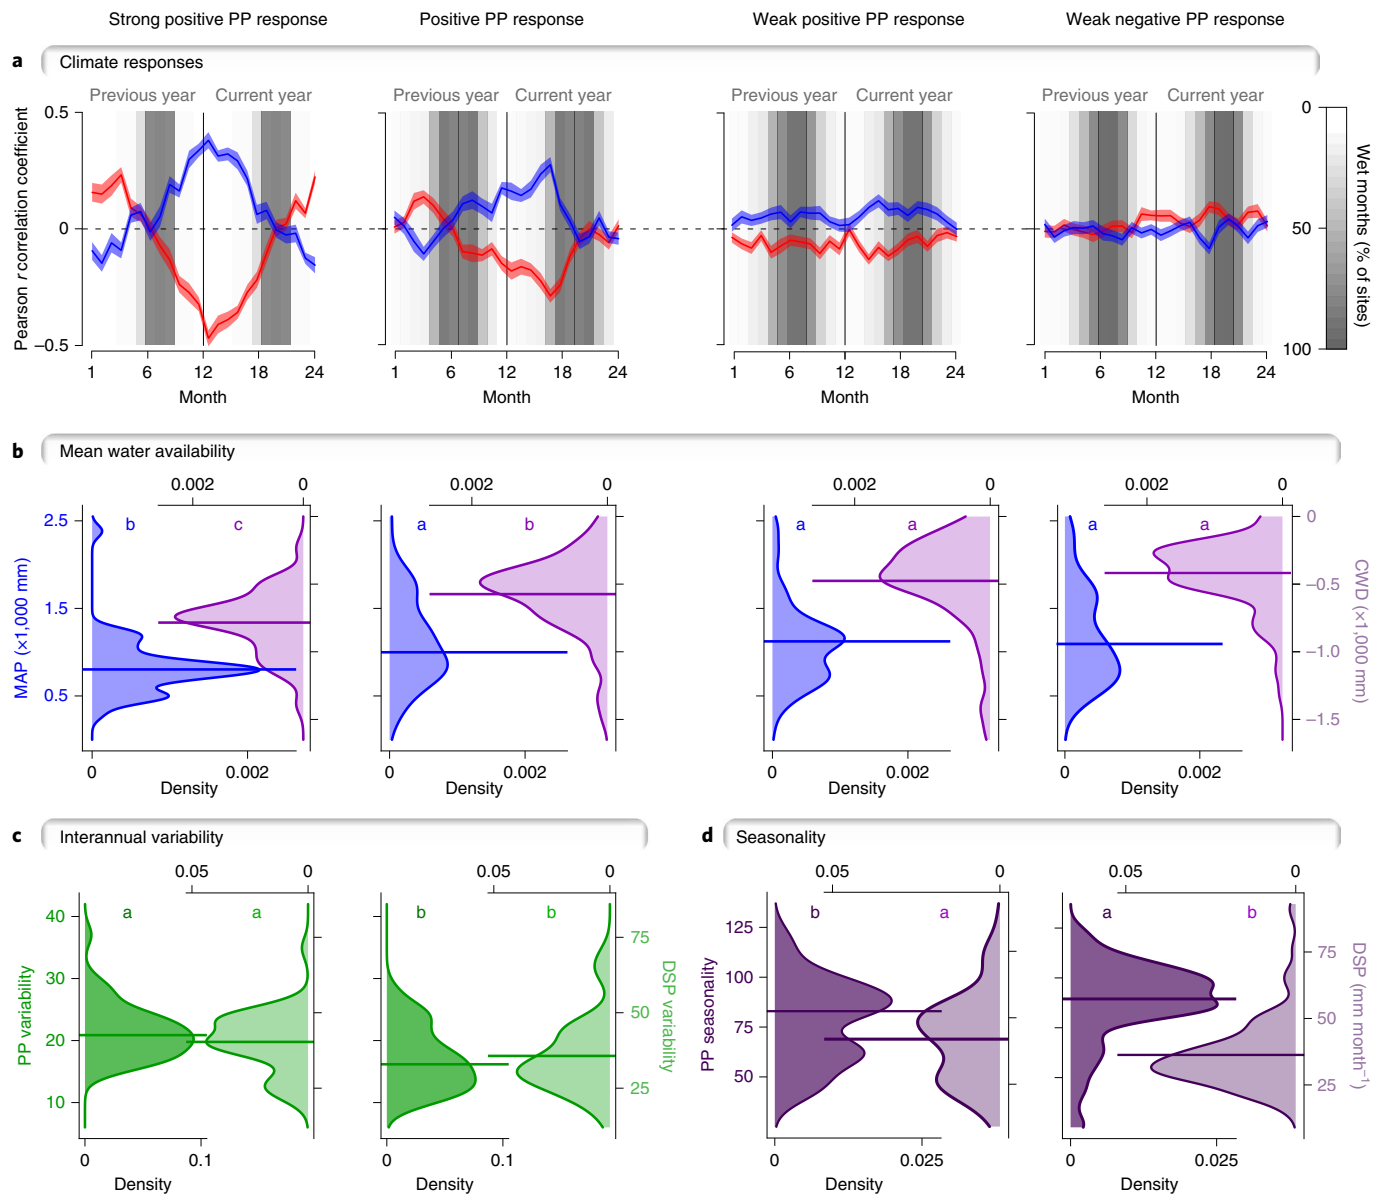 Strong positive PP response
Positive PP response
Weak positive PP response
Weak negative PP response
a
Climate responses
Previous year
Current year
Previous year
Current year
Previous year
Current year
Previous year
Current year
Pearson r correlation coefficient
0.5
0
–0.5
1 6 12 18 24
Month
1 6 12 18 24
Month
1 6 12 18 24
Month
1 6 12 18 24
Month
0
50
100
Wet months (% of sites)
b
Mean water availability
0.002 0
0.002 0
0.002 0
0.002 0
MAP (×1,000 mm)
2.5
1.5
0.5
b c
a b
a a
a a
0
–0.5
–1.0
–1.5
CWD (×1,000 mm)
0 0.002
Density
0 0.002
Density
0 0.002
Density
0 0.002
Density
c
Interannual variability
0.05 0
0.05 0
PP variability
40
30
20
10
a a
b b
75
50
25
DSP variability
0 0.1
Density
0 0.1
Density
d
Seasonality
0.05 0
0.05 0
PP seasonality
125
100
75
50
b a
a b
75
50
25
DSP (mm month⁻¹)
0 0.025
Density
0 0.025
Density